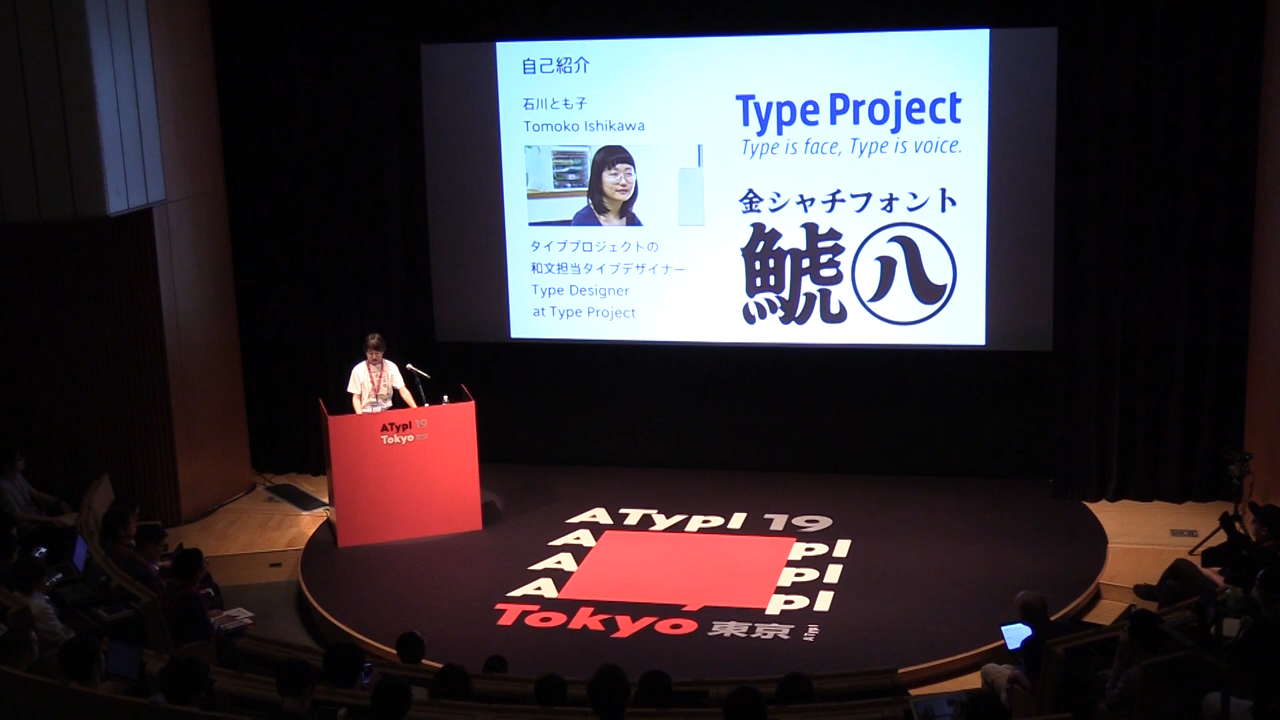 自己紹介
石川とも子
Tomoko Ishikawa
タイププロジェクトの
和文担当タイプデザイナー
Type Designer
at Type Project
Type Project
Type is face, Type is voice.
金シャチフォント
鯱八
ATypI 19
Tokyo
ATypI 19
A pI
A pI
A pI
Tokyo 東京 ATypI